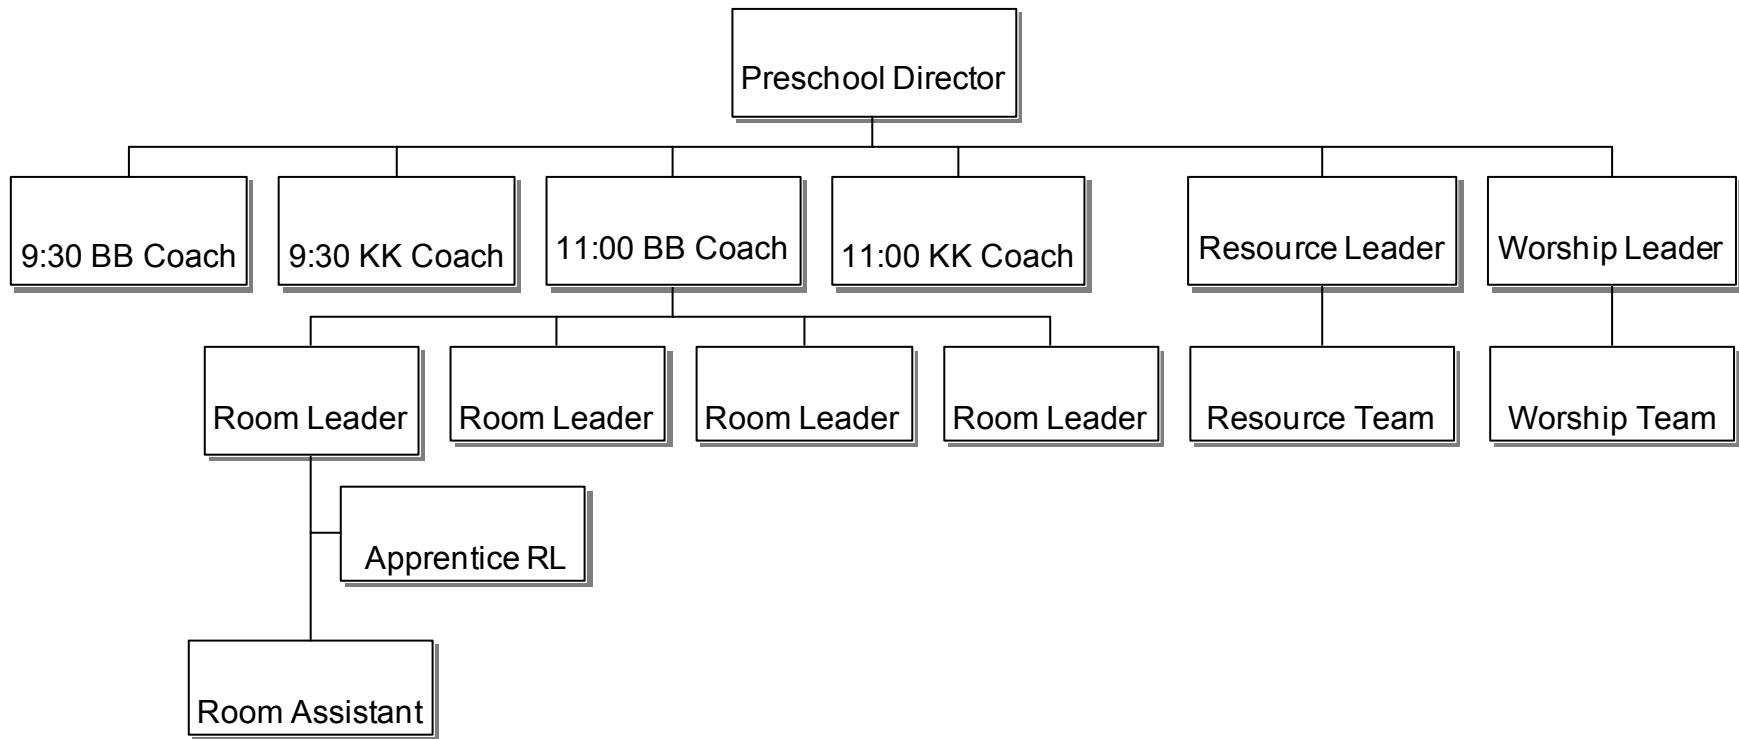 Preschool Director
9:30 BB Coach
9:30 KK Coach
11:00 BB Coach
11:00 KK Coach
Resource Leader
Worship Leader
Room Leader
Room Leader
Room Leader
Room Leader
Resource Team
Worship Team
Apprentice RL
Room Assistant